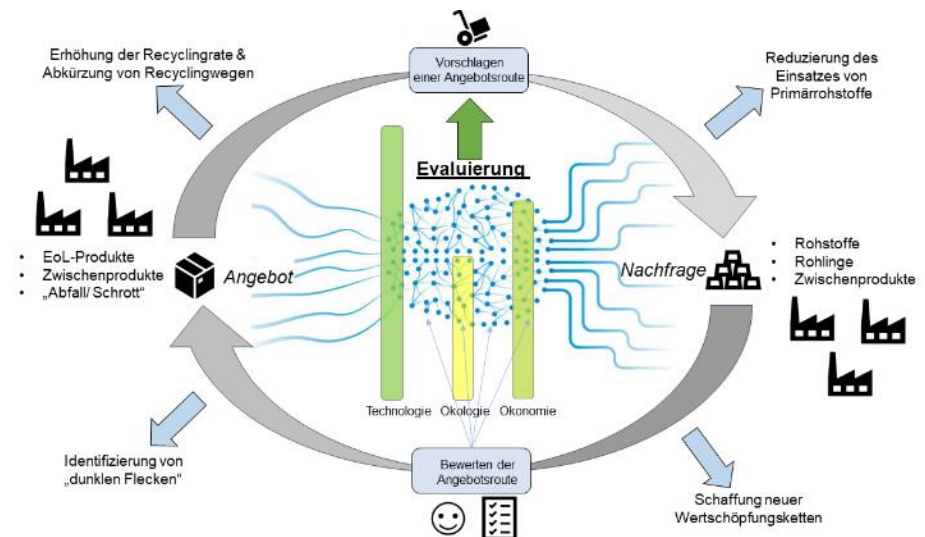 Erhöhung der Recyclingrate &
Abkürzung von Recyclingwegen
Vorschlagen
einer Angebotsroute
Reduzierung des
Einsatzes von
Primärrohstoffe
Evaluierung
• EoL-Produkte
• Zwischenprodukte
• „Abfall/ Schrott“
Angebot
Nachfrage
• Rohstoffe
• Rohlinge
• Zwischenprodukte
Technologie
Ökologie
Ökonomie
Identifizierung von
„dunklen Flecken“
Bewerten der
Angebotsroute
Schaffung neuer
Wertschöpfungsketten